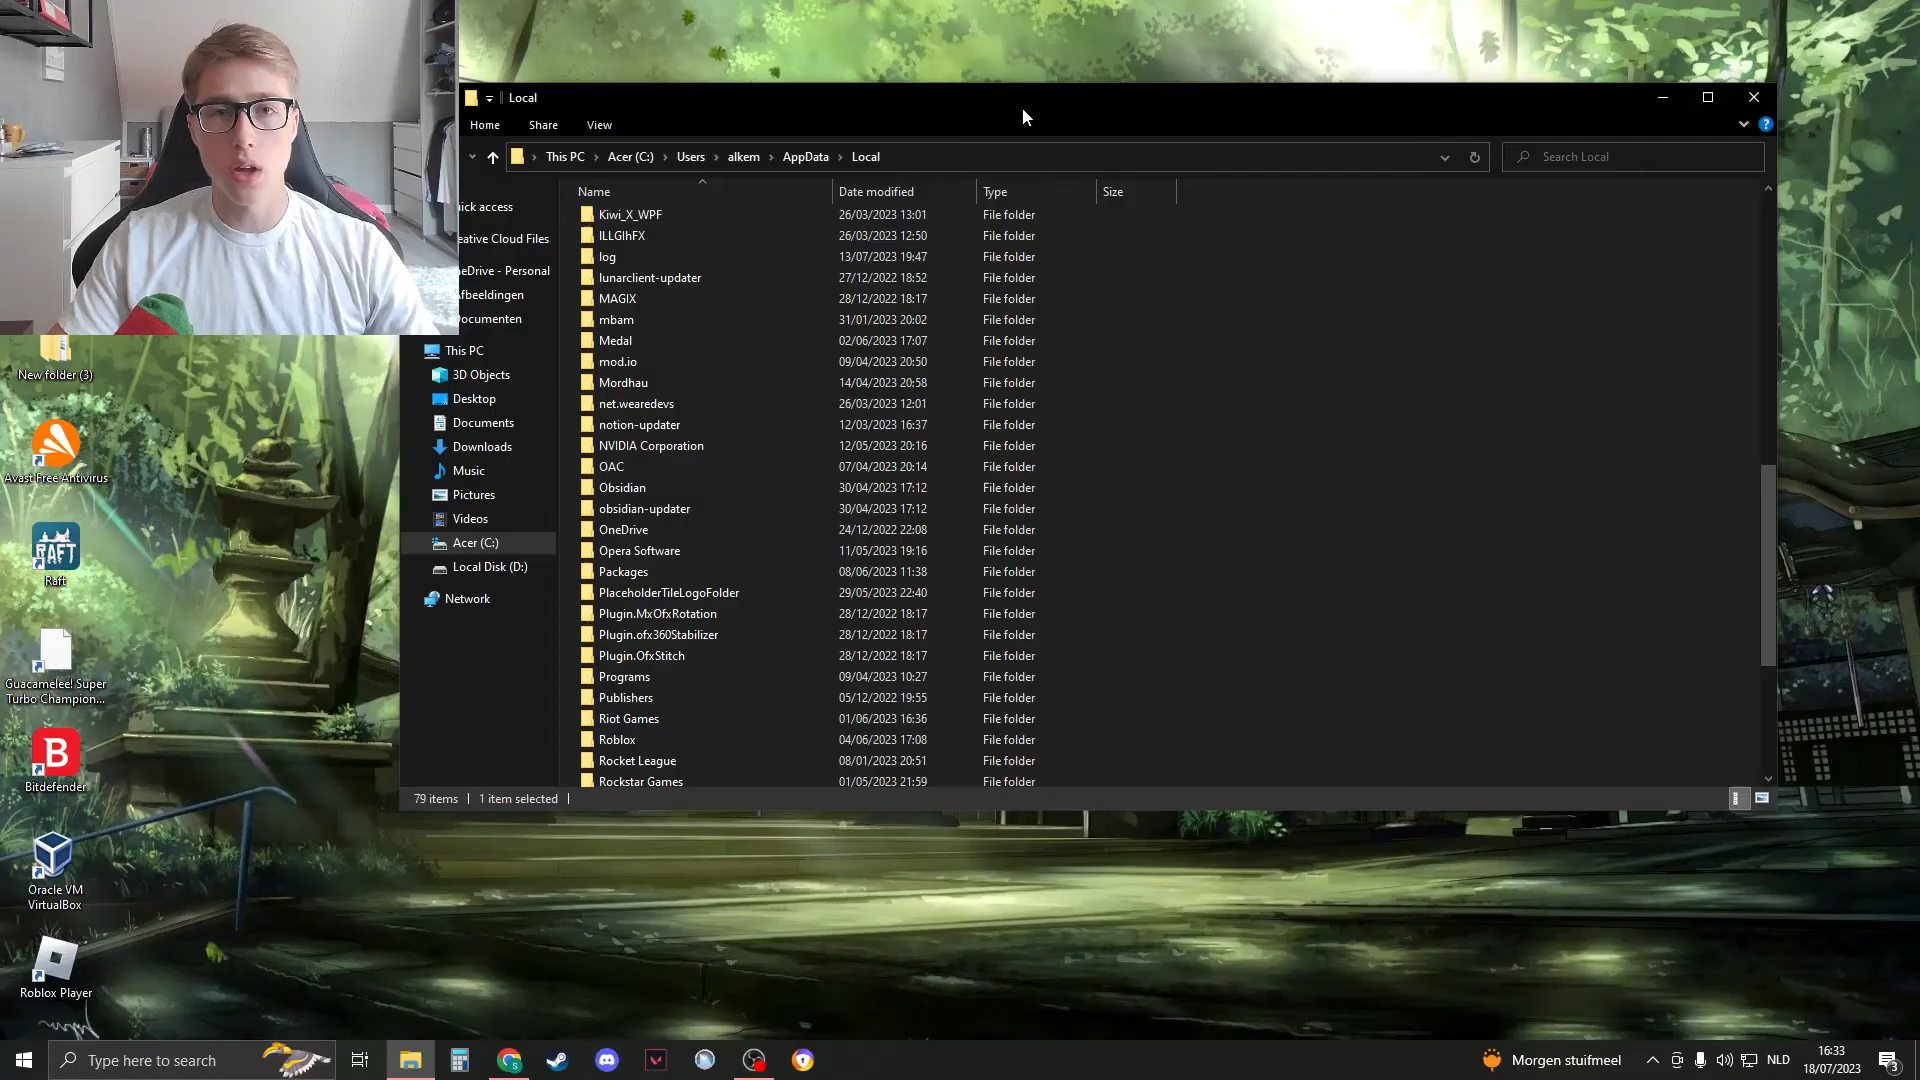 Local
Home Share View
This PC > Acer (C:) > Users > alkem > AppData > Local
Search Local
Name Date modified Type Size
Kiwi_X_WPF 26/03/2023 13:01 File folder
ILLGIhFX 26/03/2023 12:50 File folder
log 13/07/2023 19:47 File folder
lunarclient-updater 27/12/2022 18:52 File folder
MAGIX 28/12/2022 18:17 File folder
mbam 31/01/2023 20:02 File folder
Medal 02/06/2023 17:07 File folder
mod.io 09/04/2023 20:50 File folder
Mordhau 14/04/2023 20:58 File folder
net.wearedevs 26/03/2023 12:01 File folder
notion-updater 12/03/2023 16:37 File folder
NVIDIA Corporation 12/05/2023 20:16 File folder
OAC 07/04/2023 20:14 File folder
Obsidian 30/04/2023 17:12 File folder
obsidian-updater 30/04/2023 17:12 File folder
OneDrive 24/12/2022 22:08 File folder
Opera Software 11/05/2023 19:16 File folder
Packages 08/06/2023 11:38 File folder
PlaceholderTileLogoFolder 29/05/2023 22:40 File folder
Plugin.MxOfxRotation 28/12/2022 18:17 File folder
Plugin.ofx360Stabilizer 28/12/2022 18:17 File folder
Plugin.OfxStitch 28/12/2022 18:17 File folder
Programs 09/04/2023 10:27 File folder
Publishers 05/12/2022 19:55 File folder
Riot Games 01/06/2023 16:36 File folder
Roblox 04/06/2023 17:08 File folder
Rocket League 08/01/2023 20:51 File folder
Rockstar Games 01/05/2023 21:59 File folder
uick access
eative Cloud Files
neDrive - Personal
Afbeeldingen
ocumenten
This PC
3D Objects
Desktop
Documents
Downloads
Music
Pictures
Videos
Acer (C:)
Local Disk (D:)
Network
79 items 1 item selected
New folder (3)
Avast Free Antivirus
RAFT
Raft
Guacamelee! Super
Turbo Champion...
B
Bitdefender
Oracle VM
VirtualBox
Roblox Player
Type here to search
Morgen stuifmeel
NLD
16:33
18/07/2023
3